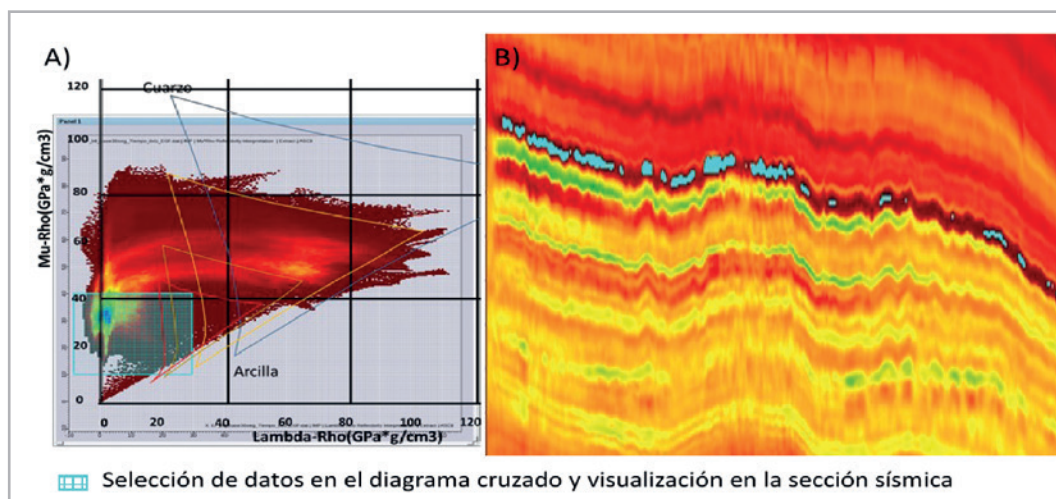 A)
B)
120
Cuarzo
Panel 1
100
80
60
40
20
0
Mu-Rho(GPa*g/cm3)
Arcilla
0 20 40 60 80 100 120
Lambda-Rho(GPa*g/cm3)
Selección de datos en el diagrama cruzado y visualización en la sección sísmica